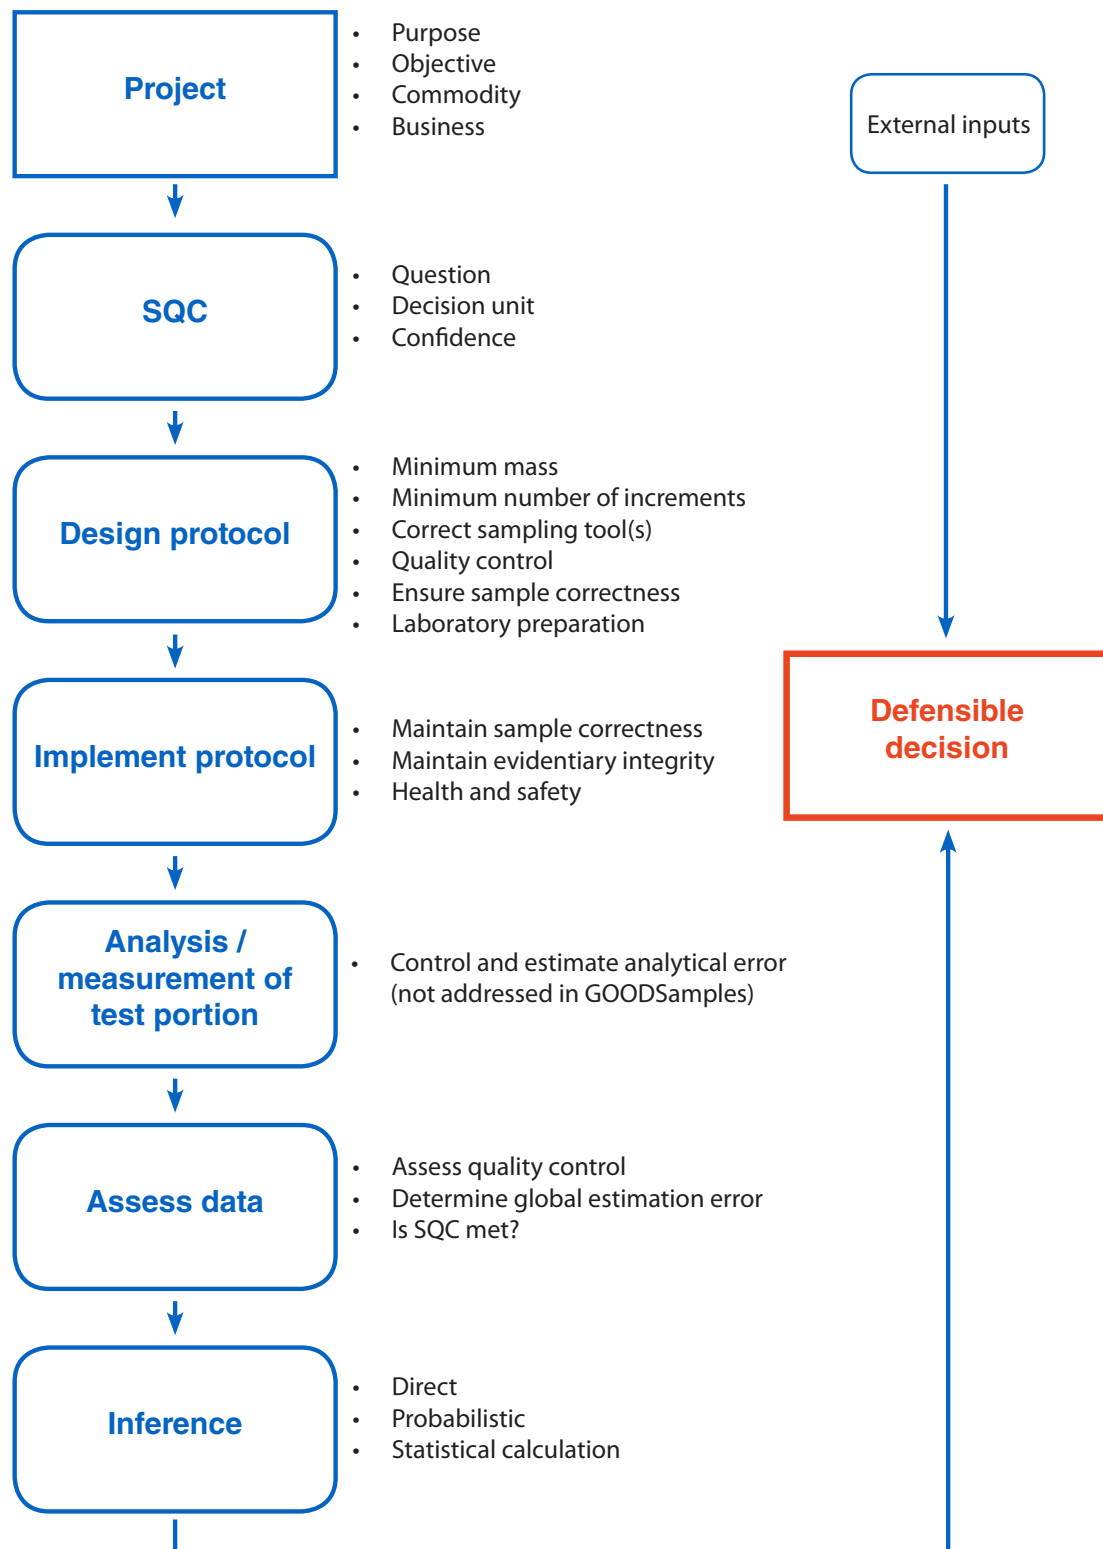 Project
• Purpose
• Objective
• Commodity
• Business
External inputs
SQC
• Question
• Decision unit
• Confidence
Design protocol
• Minimum mass
• Minimum number of increments
• Correct sampling tool(s)
• Quality control
• Ensure sample correctness
• Laboratory preparation
Implement protocol
• Maintain sample correctness
• Maintain evidentiary integrity
• Health and safety
Defensible
decision
Analysis /
measurement of
test portion
• Control and estimate analytical error
(not addressed in GOODSamples)
Assess data
• Assess quality control
• Determine global estimation error
• Is SQC met?
Inference
• Direct
• Probabilistic
• Statistical calculation